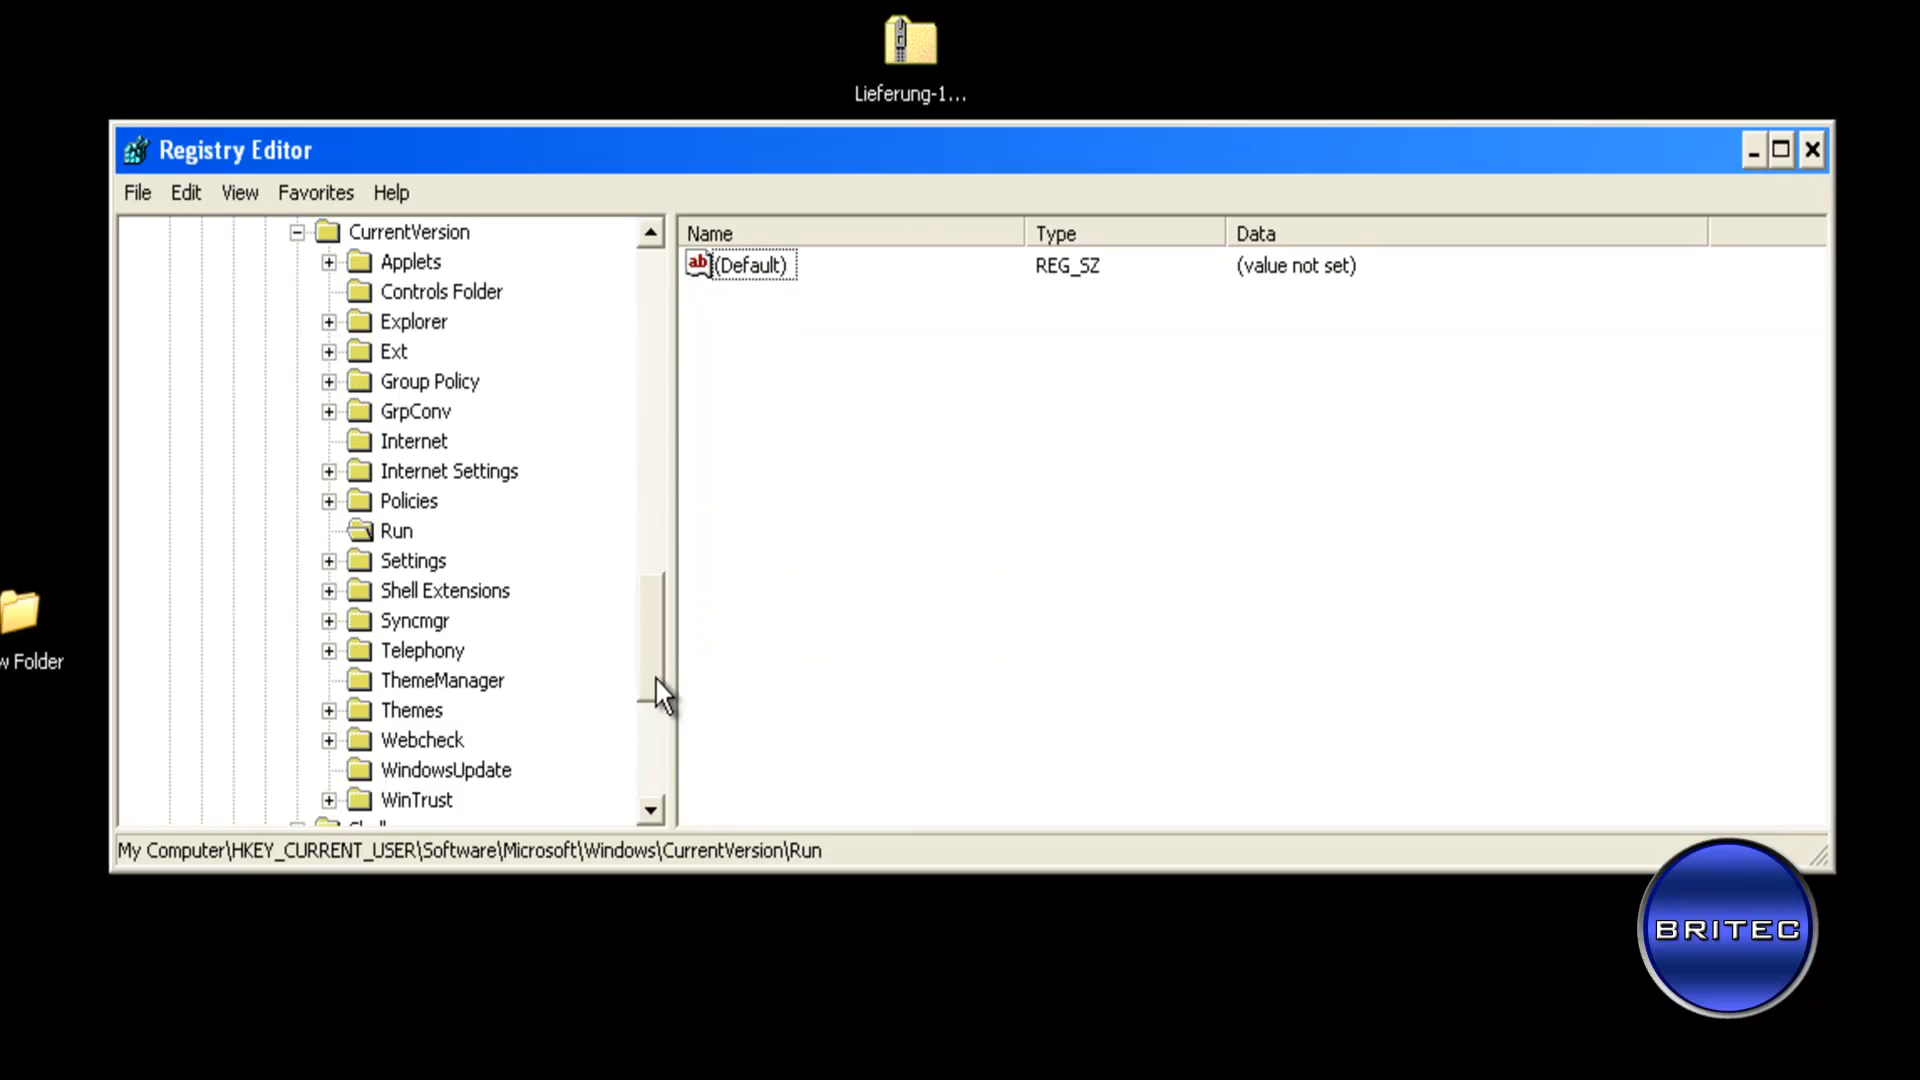 Lieferung-1...
Registry Editor
File Edit View Favorites Help
CurrentVersion
Applets
Controls Folder
Explorer
Ext
Group Policy
GrpConv
Internet
Internet Settings
Policies
Run
Settings
Shell Extensions
Syncmgr
Telephony
ThemeManager
Themes
Webcheck
WindowsUpdate
WinTrust
Name Type Data
ab (Default) REG_SZ (value not set)
w Folder
My Computer\HKEY_CURRENT_USER\Software\Microsoft\Windows\CurrentVersion\Run
BRITEC